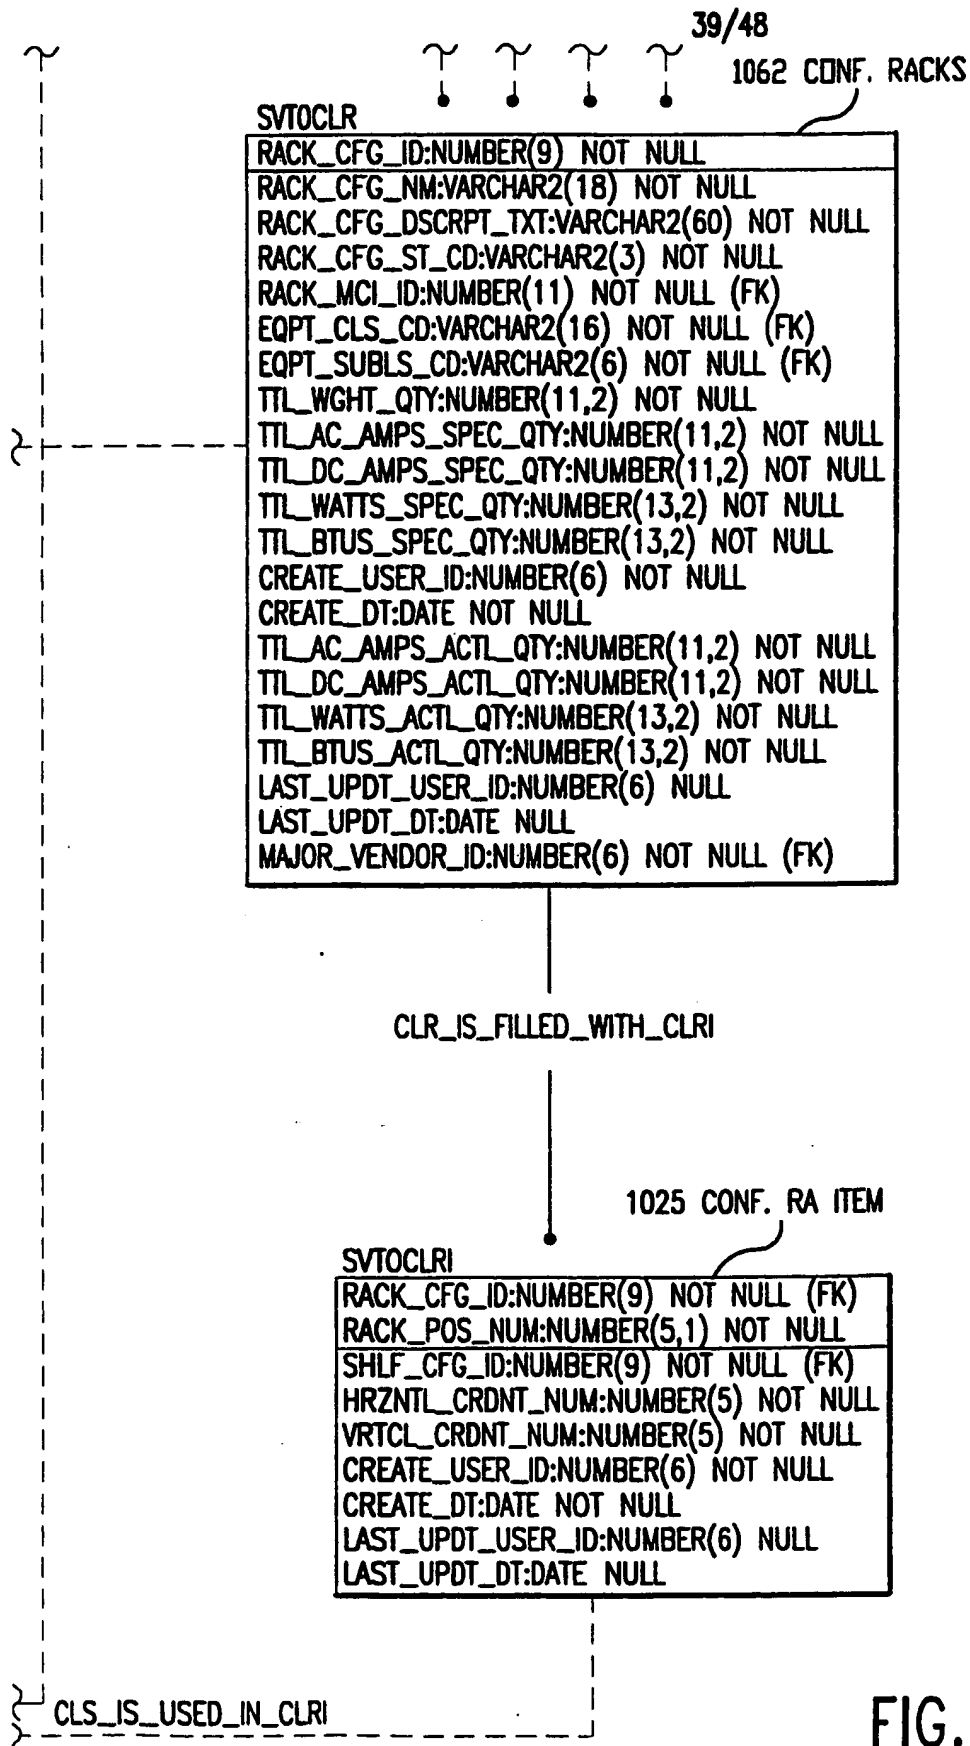 39/48
1062 CONF. RACKS
SVTOCLR
RACK_CFG_ID:NUMBER(9) NOT NULL
RACK_CFG_NM:VARCHAR2(18) NOT NULL
RACK_CFG_DSCRPT_TXT:VARCHAR2(60) NOT NULL
RACK_CFG_ST_CD:VARCHAR2(3) NOT NULL
RACK_MCI_ID:NUMBER(11) NOT NULL (FK)
EQPT_CLS_CD:VARCHAR2(16) NOT NULL (FK)
EQPT_SUBLS_CD:VARCHAR2(6) NOT NULL (FK)
TTL_WGHT_QTY:NUMBER(11,2) NOT NULL
TTL_AC_AMPS_SPEC_QTY:NUMBER(11,2) NOT NULL
TTL_DC_AMPS_SPEC_QTY:NUMBER(11,2) NOT NULL
TTL_WATTS_SPEC_QTY:NUMBER(13,2) NOT NULL
TTL_BTUS_SPEC_QTY:NUMBER(13,2) NOT NULL
CREATE_USER_ID:NUMBER(6) NOT NULL
CREATE_DT:DATE NOT NULL
TTL_AC_AMPS_ACTL_QTY:NUMBER(11,2) NOT NULL
TTL_DC_AMPS_ACTL_QTY:NUMBER(11,2) NOT NULL
TTL_WATTS_ACTL_QTY:NUMBER(13,2) NOT NULL
TTL_BTUS_ACTL_QTY:NUMBER(13,2) NOT NULL
LAST_UPDT_USER_ID:NUMBER(6) NULL
LAST_UPDT_DT:DATE NULL
MAJOR_VENDOR_ID:NUMBER(6) NOT NULL (FK)
CLR_IS_FILLED_WITH_CLRI
1025 CONF. RA ITEM
SVTOCLRI
RACK_CFG_ID:NUMBER(9) NOT NULL (FK)
RACK_POS_NUM:NUMBER(5,1) NOT NULL
SHLF_CFG_ID:NUMBER(9) NOT NULL (FK)
HRZNTL_CRDNT_NUM:NUMBER(5) NOT NULL
VRTCL_CRDNT_NUM:NUMBER(5) NOT NULL
CREATE_USER_ID:NUMBER(6) NOT NULL
CREATE_DT:DATE NOT NULL
LAST_UPDT_USER_ID:NUMBER(6) NULL
LAST_UPDT_DT:DATE NULL
CLS_IS_USED_IN_CLRI
FIG.